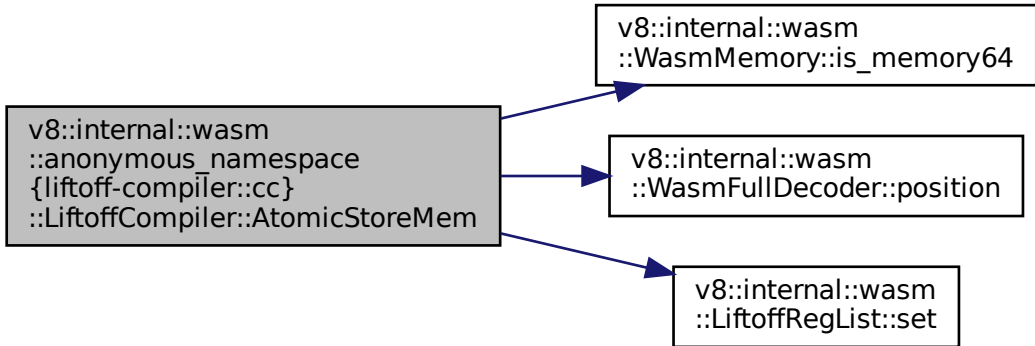 v8::internal::wasm
::anonymous_namespace
{liftoff-compiler::cc}
::LiftoffCompiler::AtomicStoreMem
v8::internal::wasm
::WasmMemory::is_memory64
v8::internal::wasm
::WasmFullDecoder::position
v8::internal::wasm
::LiftoffRegList::set